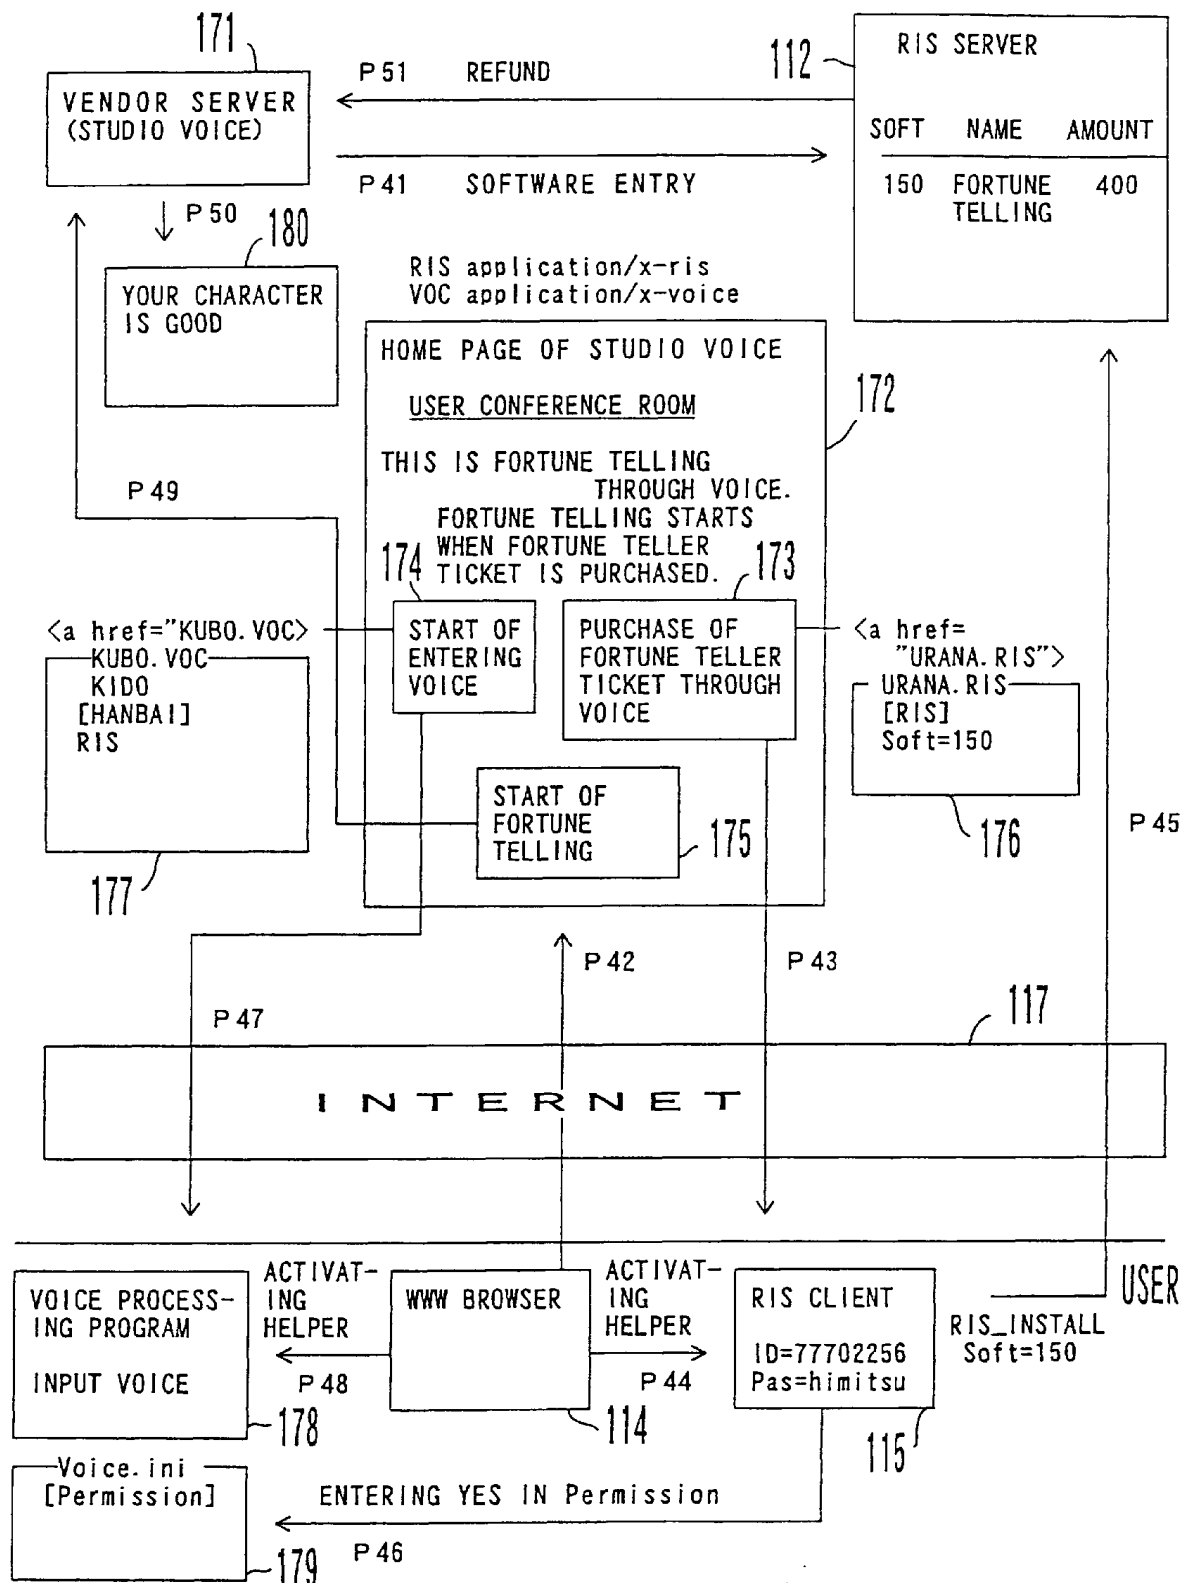 171
VENDOR SERVER
(STUDIO VOICE)
P51 REFUND
112
RIS SERVER
SOFT NAME AMOUNT
150 FORTUNE 400
TELLING
P41 SOFTWARE ENTRY
P50
180
YOUR CHARACTER
IS GOOD
RIS application/x-ris
VOC application/x-voice
HOME PAGE OF STUDIO VOICE
USER CONFERENCE ROOM
172
THIS IS FORTUNE TELLING
THROUGH VOICE.
FORTUNE TELLING STARTS
WHEN FORTUNE TELLER
TICKET IS PURCHASED.
P49
174
173
<a href="KUBO.VOC>
KUBO.VOC
KIDO
[HANBAI]
RIS
177
START OF
ENTERING
VOICE
PURCHASE OF
FORTUNE TELLER
TICKET THROUGH
VOICE
<a href=
"URANA.RIS">
URANA.RIS
[RIS]
Soft=150
176
START OF
FORTUNE
TELLING
175
P45
P42
P43
P47
117
INTERNET
USER
VOICE PROCESS-
ING PROGRAM
INPUT VOICE
178
ACTIVAT-
ING
HELPER
P48
WWW BROWSER
114
ACTIVAT-
ING
HELPER
P44
RIS CLIENT
ID=77702256
Pas=himitsu
115
RIS_INSTALL
Soft=150
Voice.ini
[Permission]
179
ENTERING YES IN Permission
P46